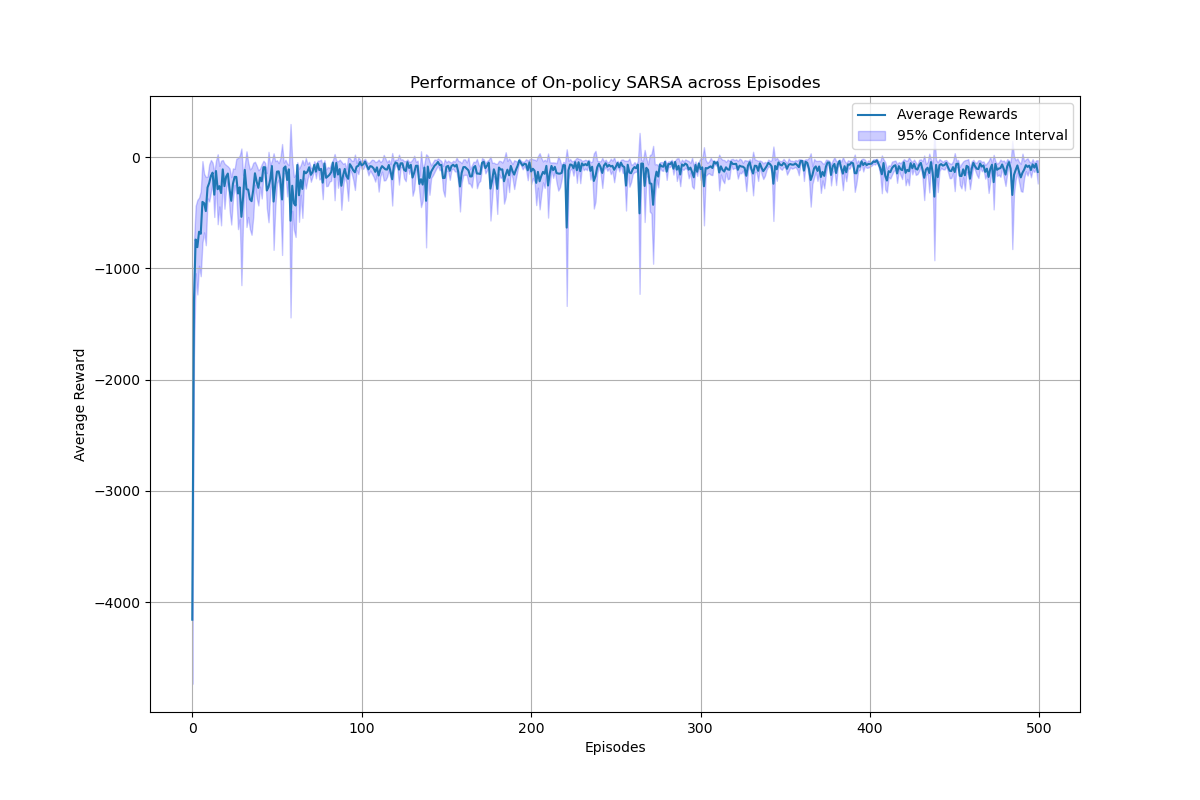 Performance of On-policy SARSA across Episodes
Average Rewards
95% Confidence Interval
0
−1000
−2000
−3000
−4000
Average Reward
0
100
200
300
400
500
Episodes